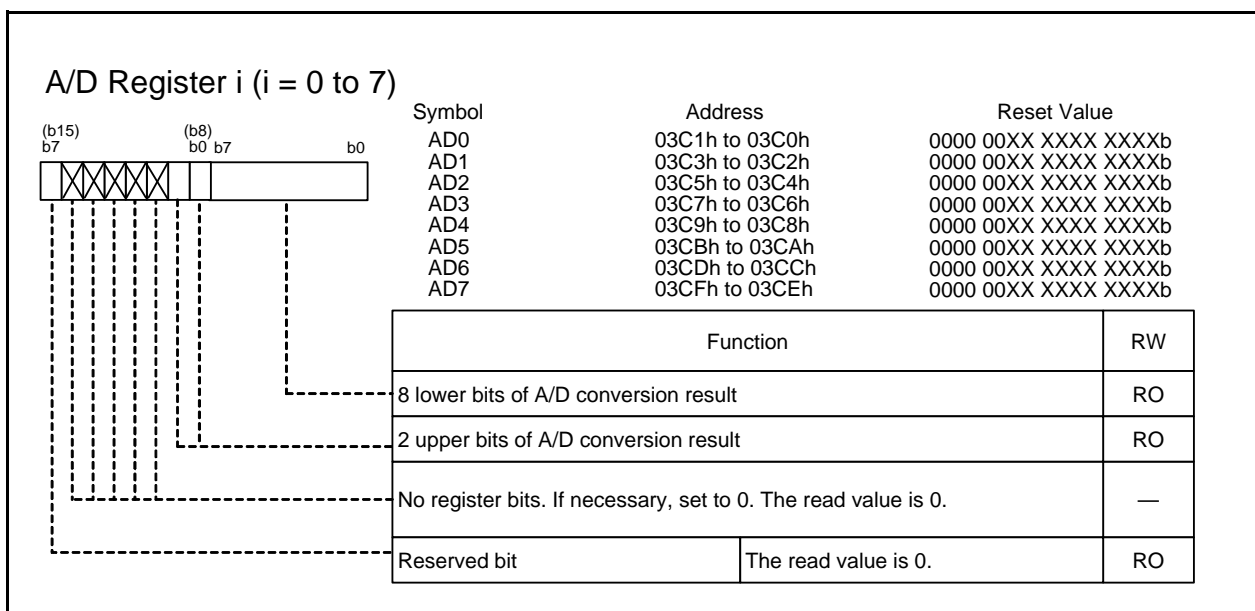 A/D Register i (i = 0 to 7)
Symbol Address Reset Value
(b15) (b8)
b7 b0 b7 b0
AD0 03C1h to 03C0h 0000 00XX XXXX XXXXb
AD1 03C3h to 03C2h 0000 00XX XXXX XXXXb
AD2 03C5h to 03C4h 0000 00XX XXXX XXXXb
AD3 03C7h to 03C6h 0000 00XX XXXX XXXXb
AD4 03C9h to 03C8h 0000 00XX XXXX XXXXb
AD5 03CBh to 03CAh 0000 00XX XXXX XXXXb
AD6 03CDh to 03CCh 0000 00XX XXXX XXXXb
AD7 03CFh to 03CEh 0000 00XX XXXX XXXXb
Function RW
8 lower bits of A/D conversion result RO
2 upper bits of A/D conversion result RO
No register bits. If necessary, set to 0. The read value is 0. —
Reserved bit The read value is 0. RO